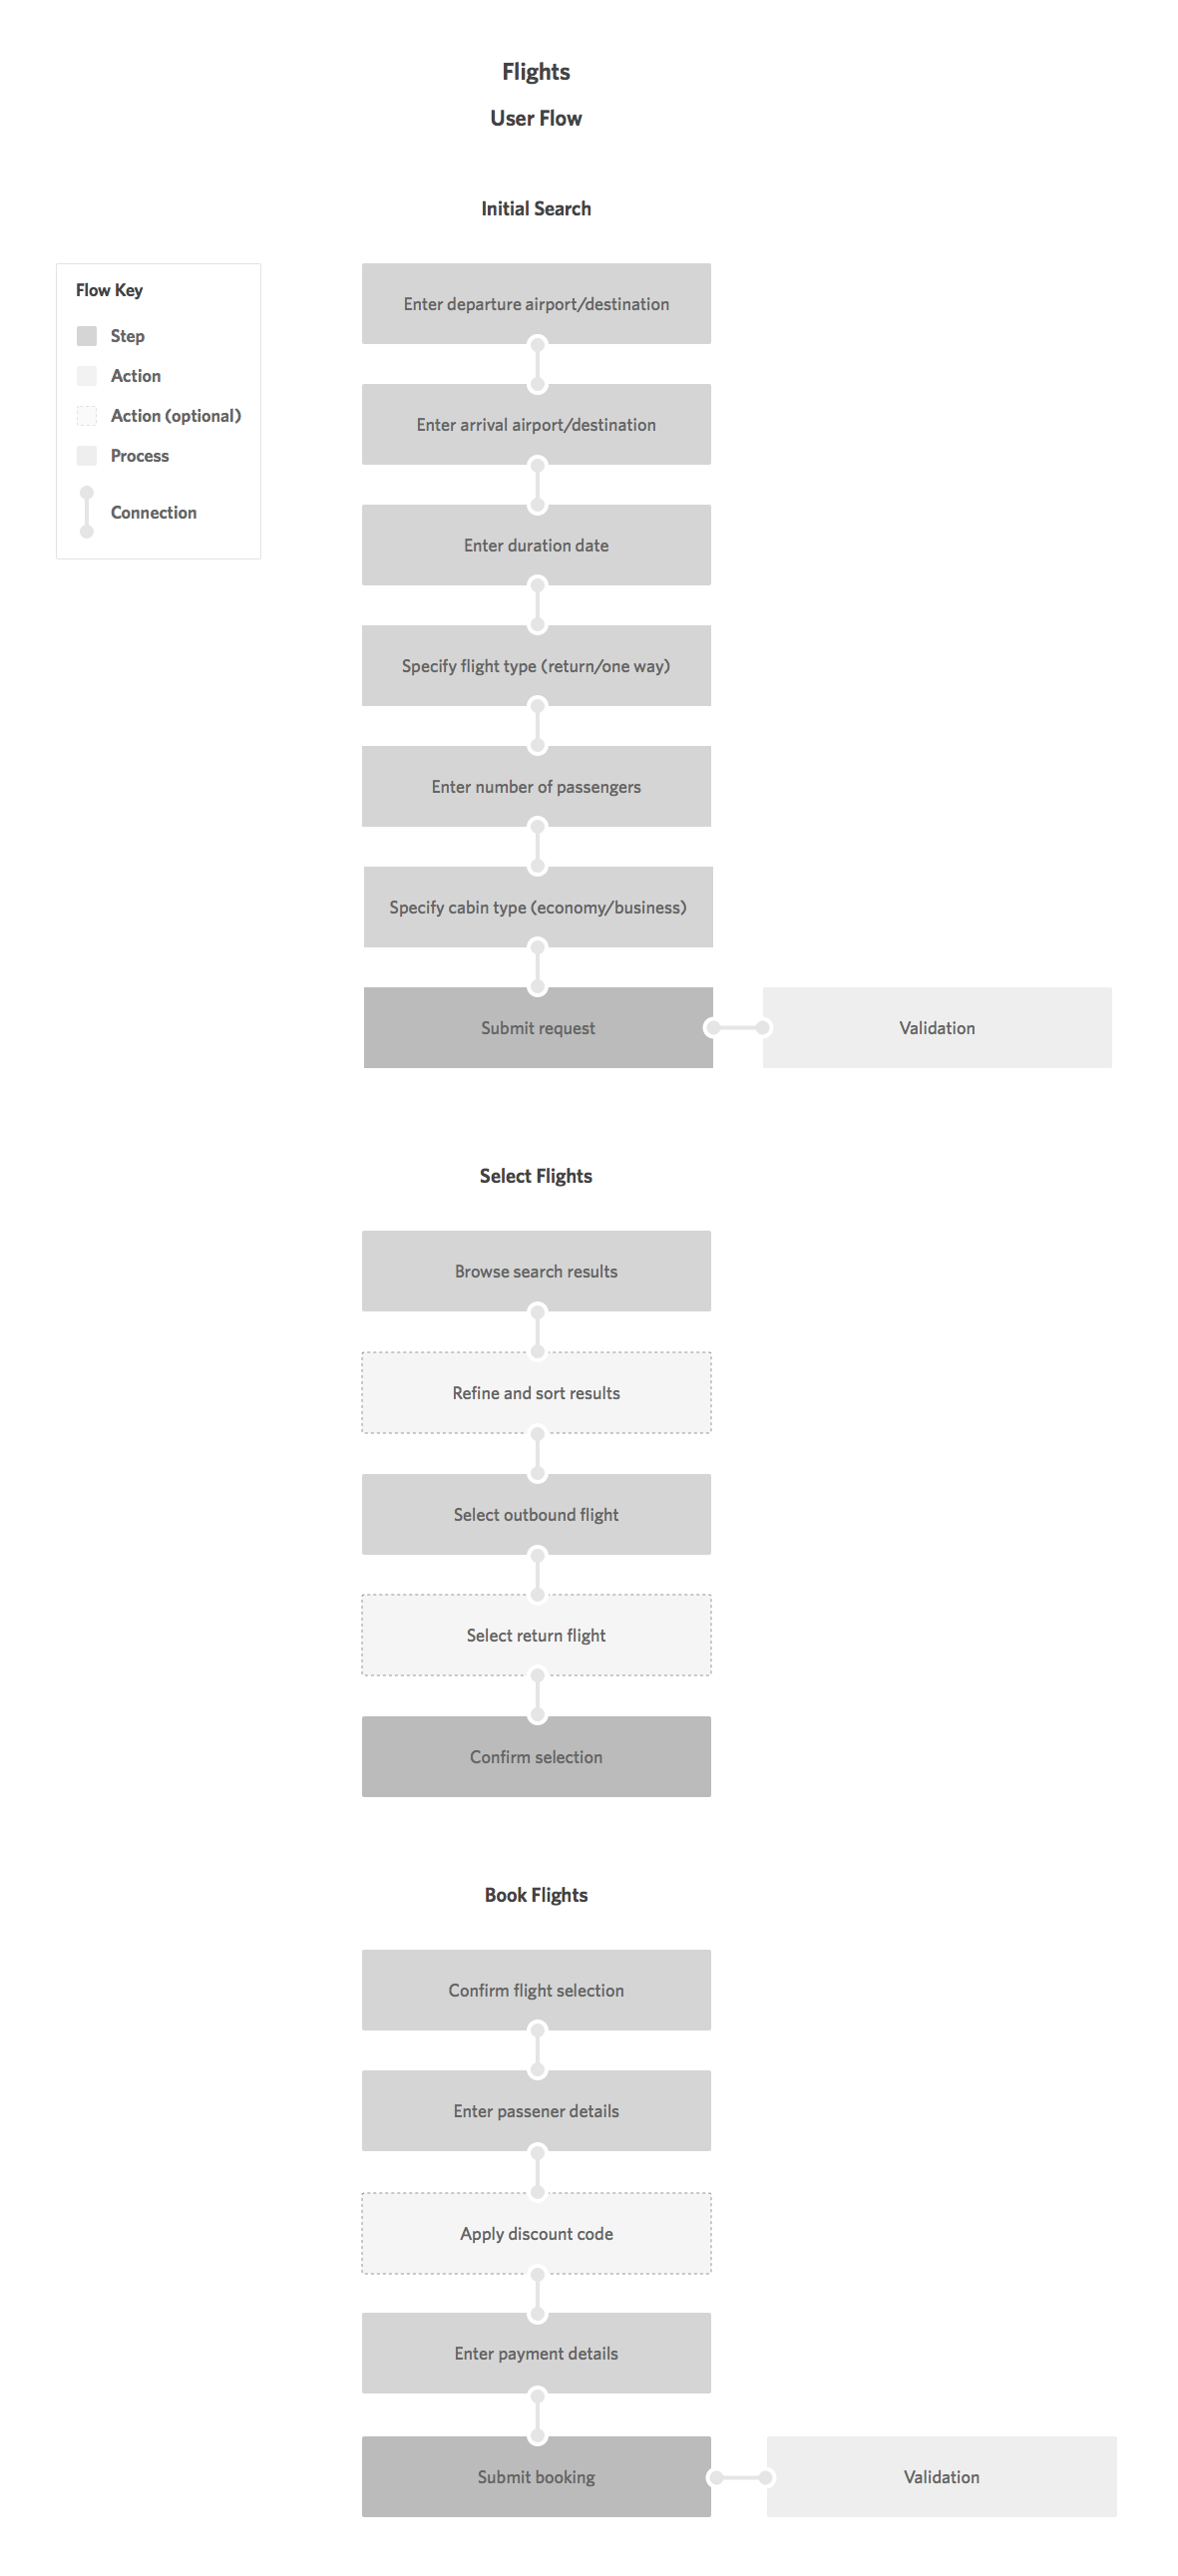 Flights
User Flow
Initial Search
Flow Key
Step
Action
Action (optional)
Process
Connection
Enter departure airport/destination
Enter arrival airport/destination
Enter duration date
Specify flight type (return/one way)
Enter number of passengers
Specify cabin type (economy/business)
Submit request
Validation
Select Flights
Browse search results
Refine and sort results
Select outbound flight
Select return flight
Confirm selection
Book Flights
Confirm flight selection
Enter passener details
Apply discount code
Enter payment details
Submit booking
Validation